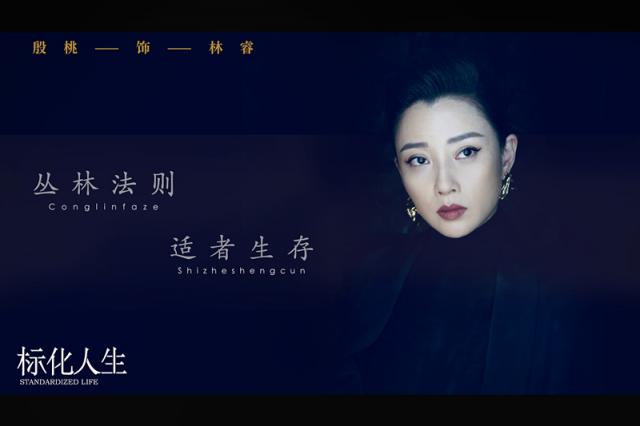 殷桃——饰——林睿
丛林法则
Conglinfaze
适者生存
Shizheshengcun
标化人生
STANDARDIZED LIFE